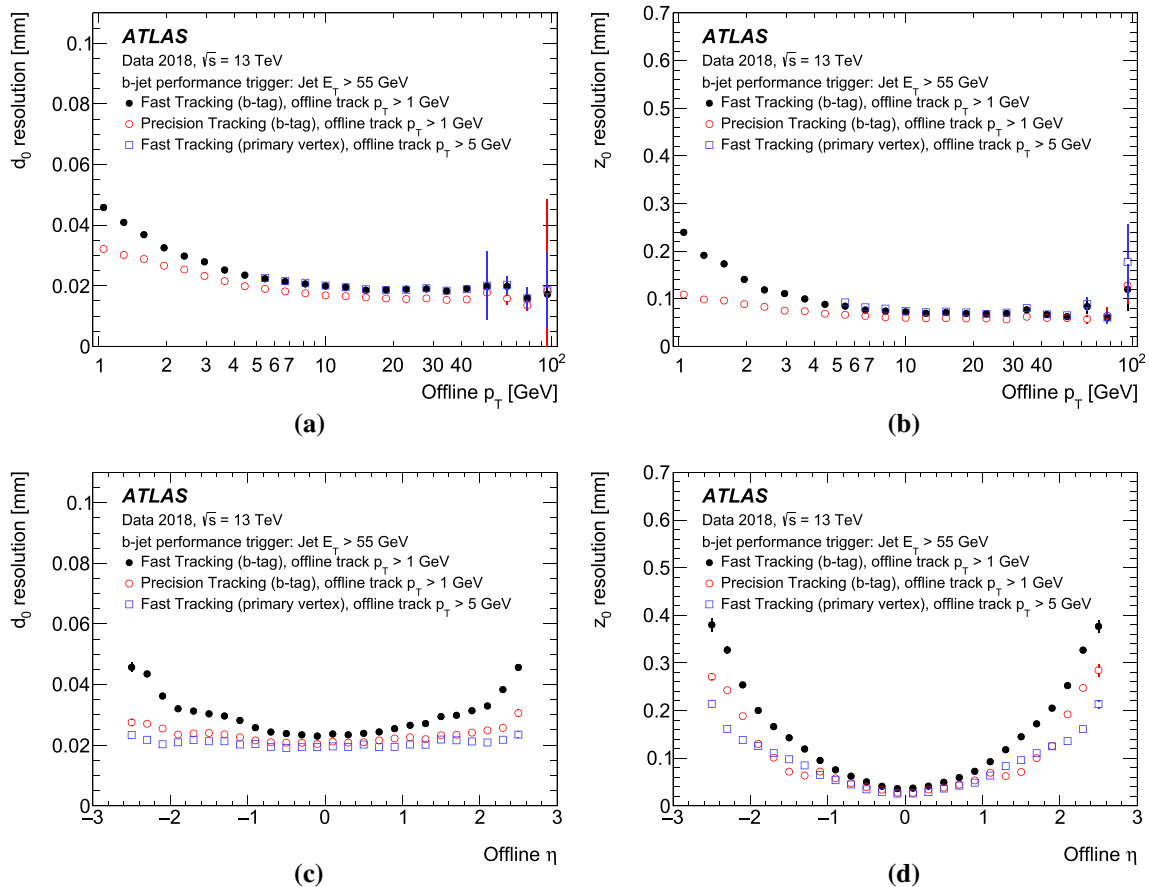 d₀ resolution [mm]
0.1
0.08
0.06
0.04
0.02
0
ATLAS
Data 2018, √s = 13 TeV
b-jet performance trigger: Jet E_T > 55 GeV
Fast Tracking (b-tag), offline track p_T > 1 GeV
Precision Tracking (b-tag), offline track p_T > 1 GeV
Fast Tracking (primary vertex), offline track p_T > 5 GeV
1 2 3 4 5 6 7 10 20 30 40 10²
Offline p_T [GeV]
(a)
z₀ resolution [mm]
0.7
0.6
0.5
0.4
0.3
0.2
0.1
0
ATLAS
Data 2018, √s = 13 TeV
b-jet performance trigger: Jet E_T > 55 GeV
Fast Tracking (b-tag), offline track p_T > 1 GeV
Precision Tracking (b-tag), offline track p_T > 1 GeV
Fast Tracking (primary vertex), offline track p_T > 5 GeV
1 2 3 4 5 6 7 10 20 30 40 10²
Offline p_T [GeV]
(b)
d₀ resolution [mm]
0.1
0.08
0.06
0.04
0.02
0
ATLAS
Data 2018, √s = 13 TeV
b-jet performance trigger: Jet E_T > 55 GeV
Fast Tracking (b-tag), offline track p_T > 1 GeV
Precision Tracking (b-tag), offline track p_T > 1 GeV
Fast Tracking (primary vertex), offline track p_T > 5 GeV
−3 −2 −1 0 1 2 3
Offline η
(c)
z₀ resolution [mm]
0.7
0.6
0.5
0.4
0.3
0.2
0.1
0
ATLAS
Data 2018, √s = 13 TeV
b-jet performance trigger: Jet E_T > 55 GeV
Fast Tracking (b-tag), offline track p_T > 1 GeV
Precision Tracking (b-tag), offline track p_T > 1 GeV
Fast Tracking (primary vertex), offline track p_T > 5 GeV
−3 −2 −1 0 1 2 3
Offline η
(d)